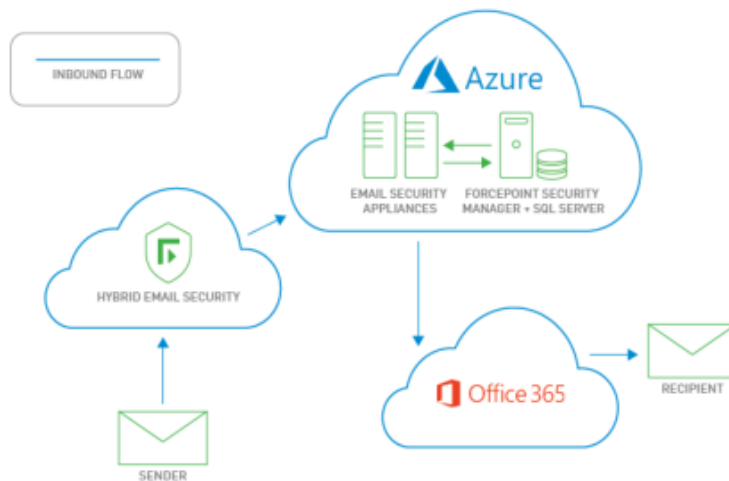 INBOUND FLOW
Azure
EMAIL SECURITY
APPLIANCES
FORCEPOINT SECURITY
MANAGER + SQL SERVER
HYBRID EMAIL SECURITY
Office 365
RECIPIENT
SENDER